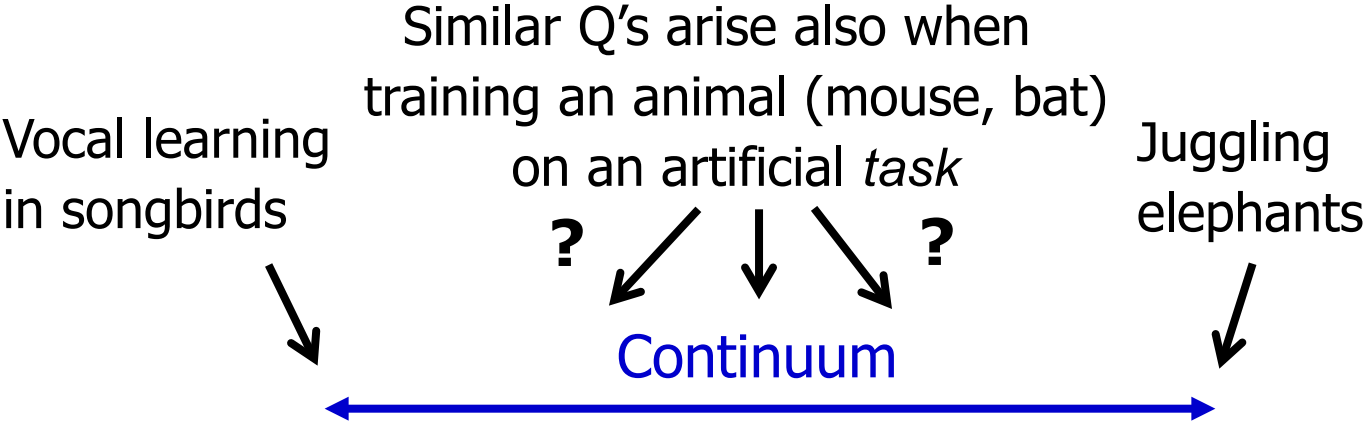 Similar Q's arise also when
training an animal (mouse, bat)
on an artificial task
Vocal learning
in songbirds
Juggling
elephants
?
?
Continuum